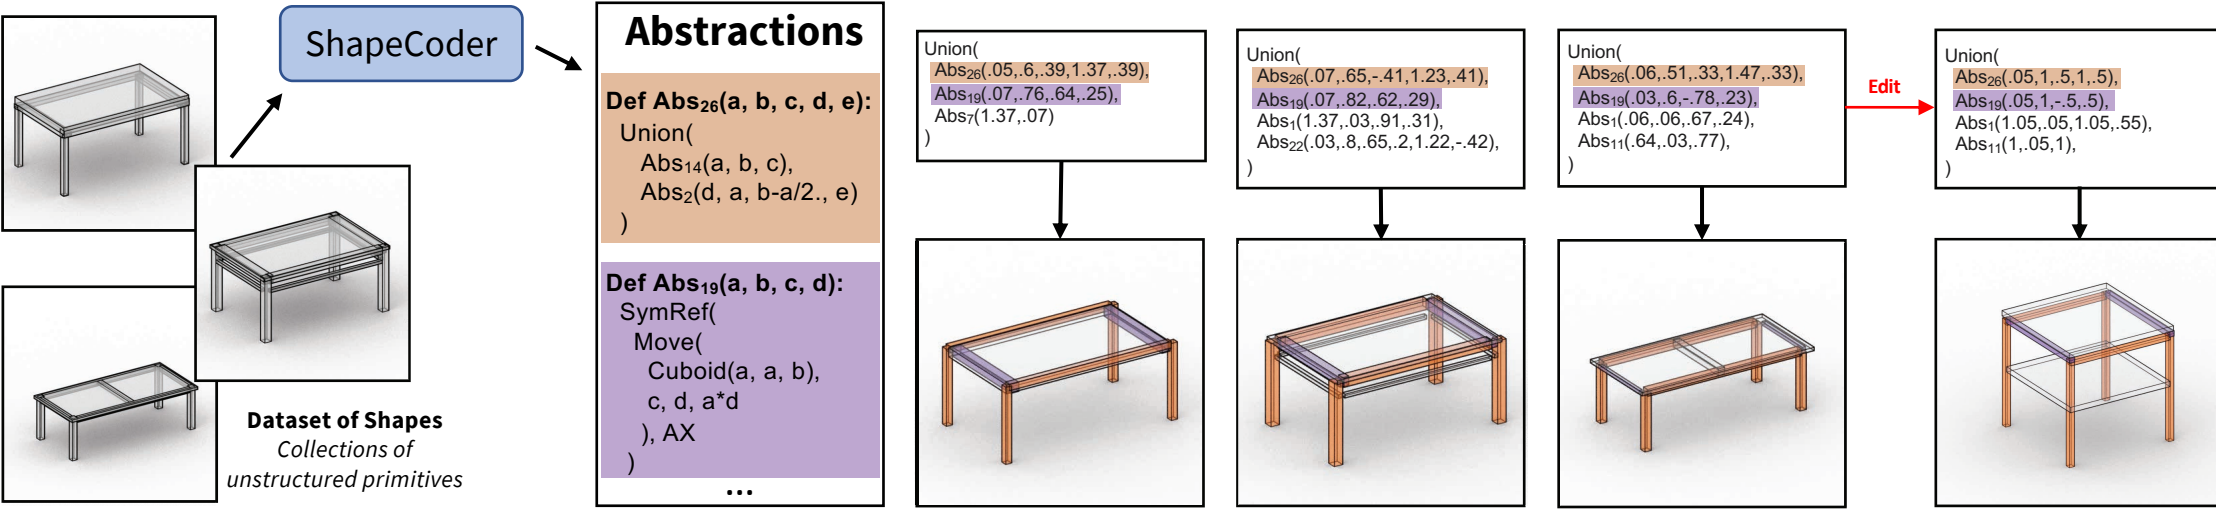 ShapeCoder
Dataset of Shapes
Collections of
unstructured primitives
Abstractions
Def Abs₂₆(a, b, c, d, e):
Union(
Abs₁₄(a, b, c),
Abs₂(d, a, b-a/2., e)
)
Def Abs₁₉(a, b, c, d):
SymRef(
Move(
Cuboid(a, a, b),
c, d, a*d
), AX
)
...
Union(
Abs₂₆(.05,.6,.39,1.37,.39),
Abs₁₉(.07,.76,.64,.25),
Abs₇(1.37,.07)
)
Union(
Abs₂₆(.07,.65,-.41,1.23,.41),
Abs₁₉(.07,.82,.62,.29),
Abs₁(1.37,.03,.91,.31),
Abs₂₂(.03,.8,.65,.2,1.22,-.42),
)
Union(
Abs₂₆(.06,.51,.33,1.47,.33),
Abs₁₉(.03,.6,-.78,.23),
Abs₁(.06,.06,.67,.24),
Abs₁₁(.64,.03,.77),
)
Edit
Union(
Abs₂₆(.05,1,.5,1,.5),
Abs₁₉(.05,1,-.5,.5),
Abs₁(1.05,.05,1.05,.55),
Abs₁₁(1,.05,1),
)